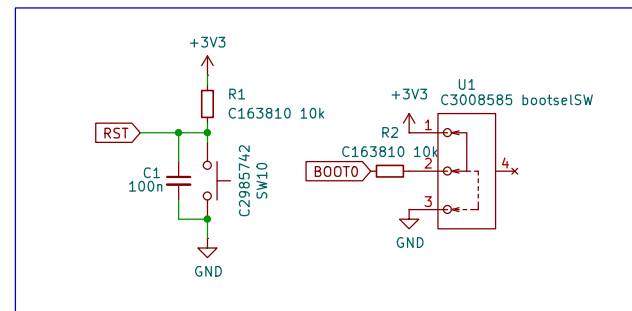 +3V3
R1
C163810 10k
RST
C1
100n
C2985742
SW10
GND
U1
C3008585 bootselSW
+3V3
1
R2
C163810 10k
BOOT0
2
4
3
GND